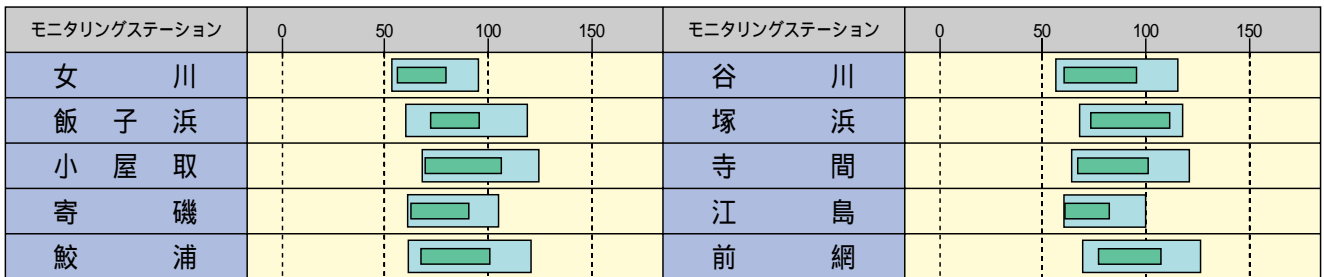 モニタリングステーション 0 50 100 150 モニタリングステーション 0 50 100 150
女川 谷川
飯子浜 塚浜
小屋取 寺間
寄磯 江島
鮫浦 前網